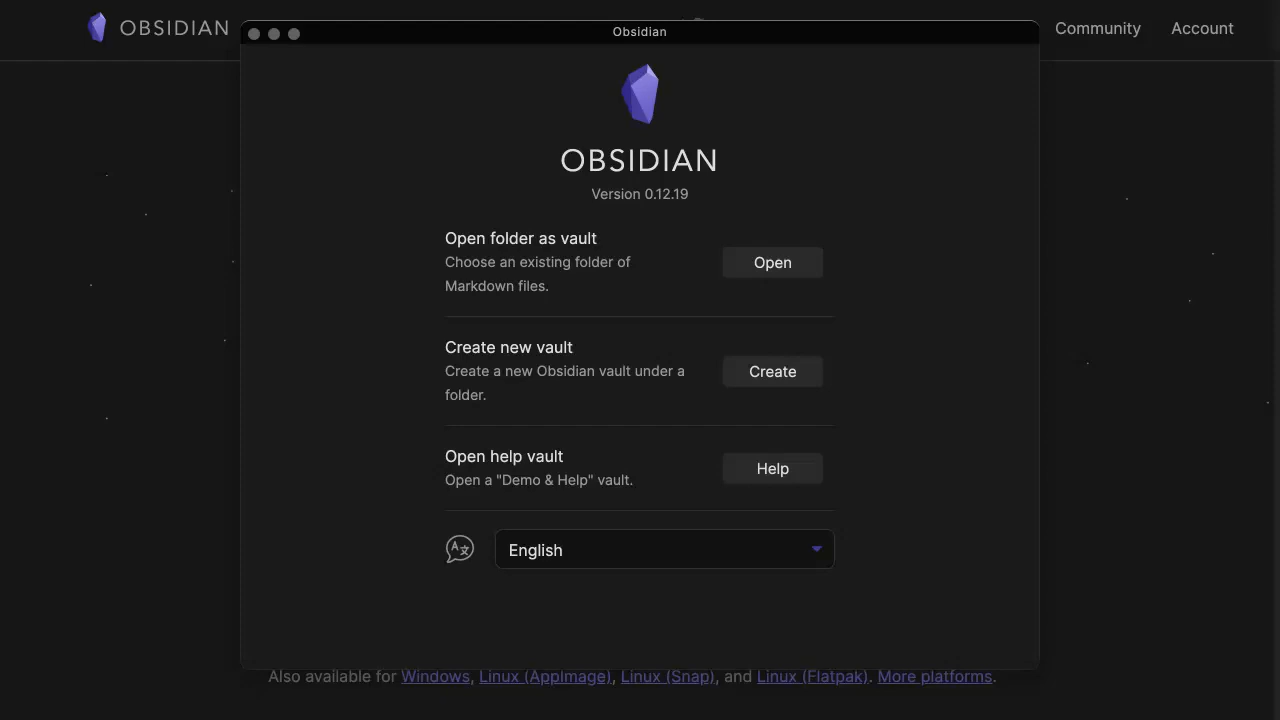 OBSIDIAN
Community
Account
Obsidian
OBSIDIAN
Version 0.12.19
Open folder as vault
Choose an existing folder of
Markdown files.
Open
Create new vault
Create a new Obsidian vault under a
folder.
Create
Open help vault
Open a "Demo & Help" vault.
Help
English
Also available for Windows, Linux (AppImage), Linux (Snap), and Linux (Flatpak). More platforms.